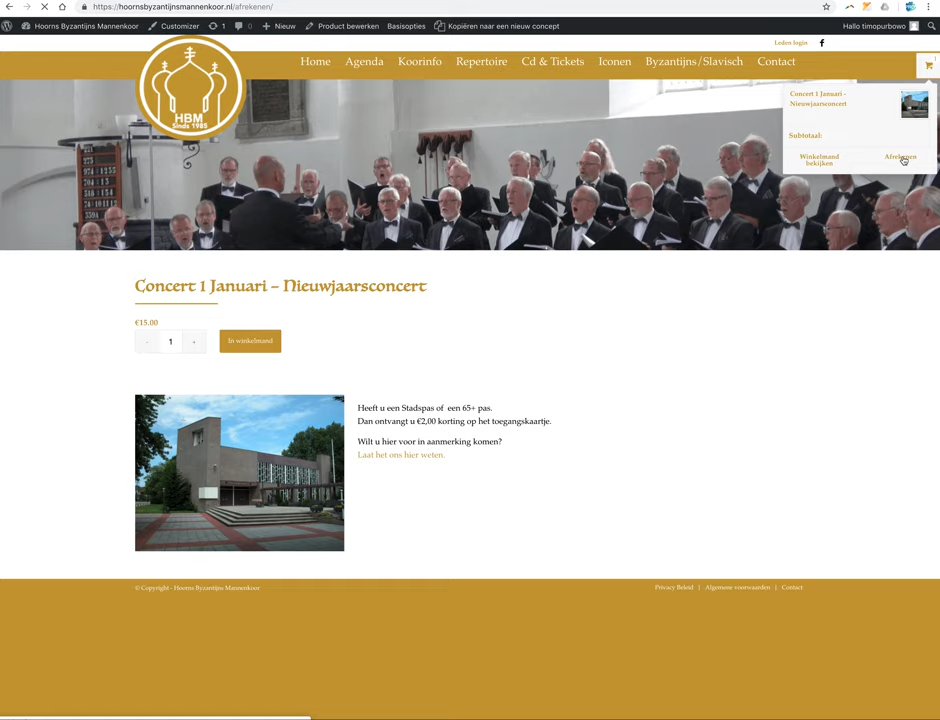 https://hoornsbyzantijnsmannenkoor.nl/afrekenen/
Hoorns Byzantijns Mannenkoor Customizer 1 0 Nieuw Product bewerken Basisopties Kopiëren naar een nieuw concept Hallo timopurbowo
Leden login
HBM
Sinds 1985
Home Agenda Koorinfo Repertoire Cd & Tickets Iconen Byzantijns/Slavisch Contact
1
Concert 1 Januari -
Nieuwjaarsconcert
Subtotaal:
Winkelmand
bekijken
Afrekenen
Concert 1 Januari – Nieuwjaarsconcert
€15.00
- 1 +
In winkelmand
Heeft u een Stadspas of een 65+ pas.
Dan ontvangt u €2,00 korting op het toegangskaartje.
Wilt u hier voor in aanmerking komen?
Laat het ons hier weten.
© Copyright - Hoorns Byzantijns Mannenkoor
Privacy Beleid | Algemene voorwaarden | Contact